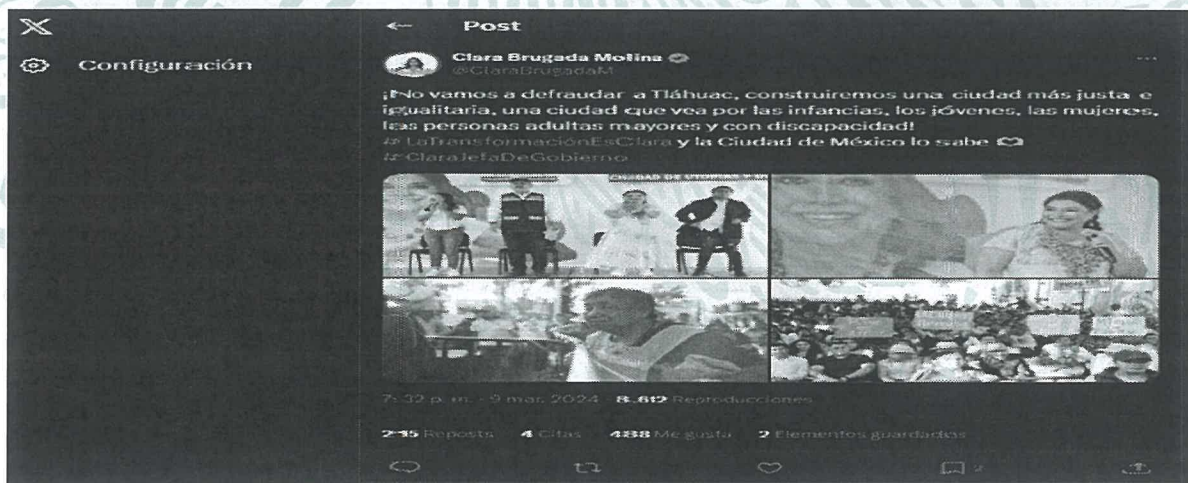 Post
Configuración
Clara Brugada Molina
@ClaraBrugadaM
¡No vamos a defraudar a Tláhuac, construiremos una ciudad más justa e
igualitaria, una ciudad que vea por las infancias, los jóvenes, las mujeres,
las personas adultas mayores y con discapacidad!
#LaTransformaciónEsClara y la Ciudad de México lo sabe
#ClaraJefaDeGobierno
7:32 p. m. · 9 mar. 2024 · 8,612 Reproducciones
215 Reposts 4 Citas 488 Me gusta 2 Elementos guardados
2